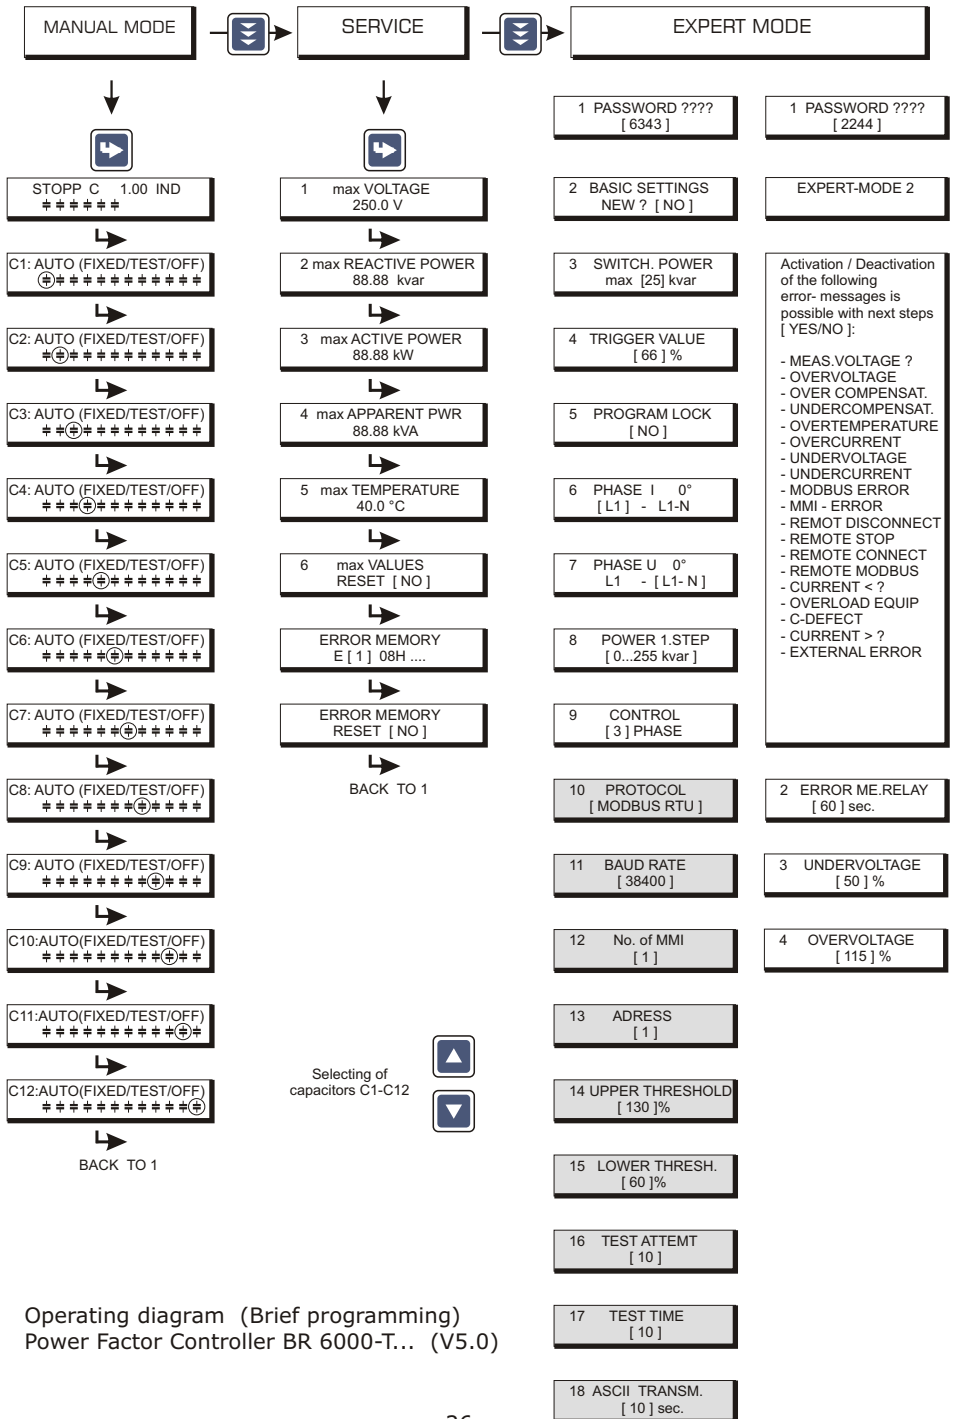 MANUAL MODE
SERVICE
EXPERT MODE
STOPP C 1.00 IND
C1: AUTO (FIXED/TEST/OFF)
C2: AUTO (FIXED/TEST/OFF)
C3: AUTO (FIXED/TEST/OFF)
C4: AUTO (FIXED/TEST/OFF)
C5: AUTO (FIXED/TEST/OFF)
C6: AUTO (FIXED/TEST/OFF)
C7: AUTO (FIXED/TEST/OFF)
C8: AUTO (FIXED/TEST/OFF)
C9: AUTO (FIXED/TEST/OFF)
C10:AUTO(FIXED/TEST/OFF)
C11:AUTO(FIXED/TEST/OFF)
C12:AUTO(FIXED/TEST/OFF)
BACK TO 1
1 max VOLTAGE
250.0 V
2 max REACTIVE POWER
88.88 kvar
3 max ACTIVE POWER
88.88 kW
4 max APPARENT PWR
88.88 kVA
5 max TEMPERATURE
40.0 °C
6 max VALUES
RESET [ NO ]
ERROR MEMORY
E [ 1 ] 08H ....
ERROR MEMORY
RESET [ NO ]
BACK TO 1
Selecting of
capacitors C1-C12
1 PASSWORD ????
[ 6343 ]
2 BASIC SETTINGS
NEW ? [ NO ]
3 SWITCH. POWER
max [25] kvar
4 TRIGGER VALUE
[ 66 ] %
5 PROGRAM LOCK
[ NO ]
6 PHASE I 0°
[ L1 ] - L1-N
7 PHASE U 0°
L1 - [ L1- N ]
8 POWER 1.STEP
[ 0...255 kvar ]
9 CONTROL
[ 3 ] PHASE
10 PROTOCOL
[ MODBUS RTU ]
11 BAUD RATE
[ 38400 ]
12 No. of MMI
[ 1 ]
13 ADRESS
[ 1 ]
14 UPPER THRESHOLD
[ 130 ]%
15 LOWER THRESH.
[ 60 ]%
16 TEST ATTEMT
[ 10 ]
17 TEST TIME
[ 10 ]
18 ASCII TRANSM.
[ 10 ] sec.
1 PASSWORD ????
[ 2244 ]
EXPERT-MODE 2
Activation / Deactivation
of the following
error- messages is
possible with next steps
[ YES/NO ]:
- MEAS.VOLTAGE ?
- OVERVOLTAGE
- OVER COMPENSAT.
- UNDERCOMPENSAT.
- OVERTEMPERATURE
- OVERCURRENT
- UNDERVOLTAGE
- UNDERCURRENT
- MODBUS ERROR
- MMI - ERROR
- REMOT DISCONNECT
- REMOTE STOP
- REMOTE CONNECT
- REMOTE MODBUS
- CURRENT < ?
- OVERLOAD EQUIP
- C-DEFECT
- CURRENT > ?
- EXTERNAL ERROR
2 ERROR ME.RELAY
[ 60 ] sec.
3 UNDERVOLTAGE
[ 50 ] %
4 OVERVOLTAGE
[ 115 ] %
Operating diagram (Brief programming)
Power Factor Controller BR 6000-T... (V5.0)